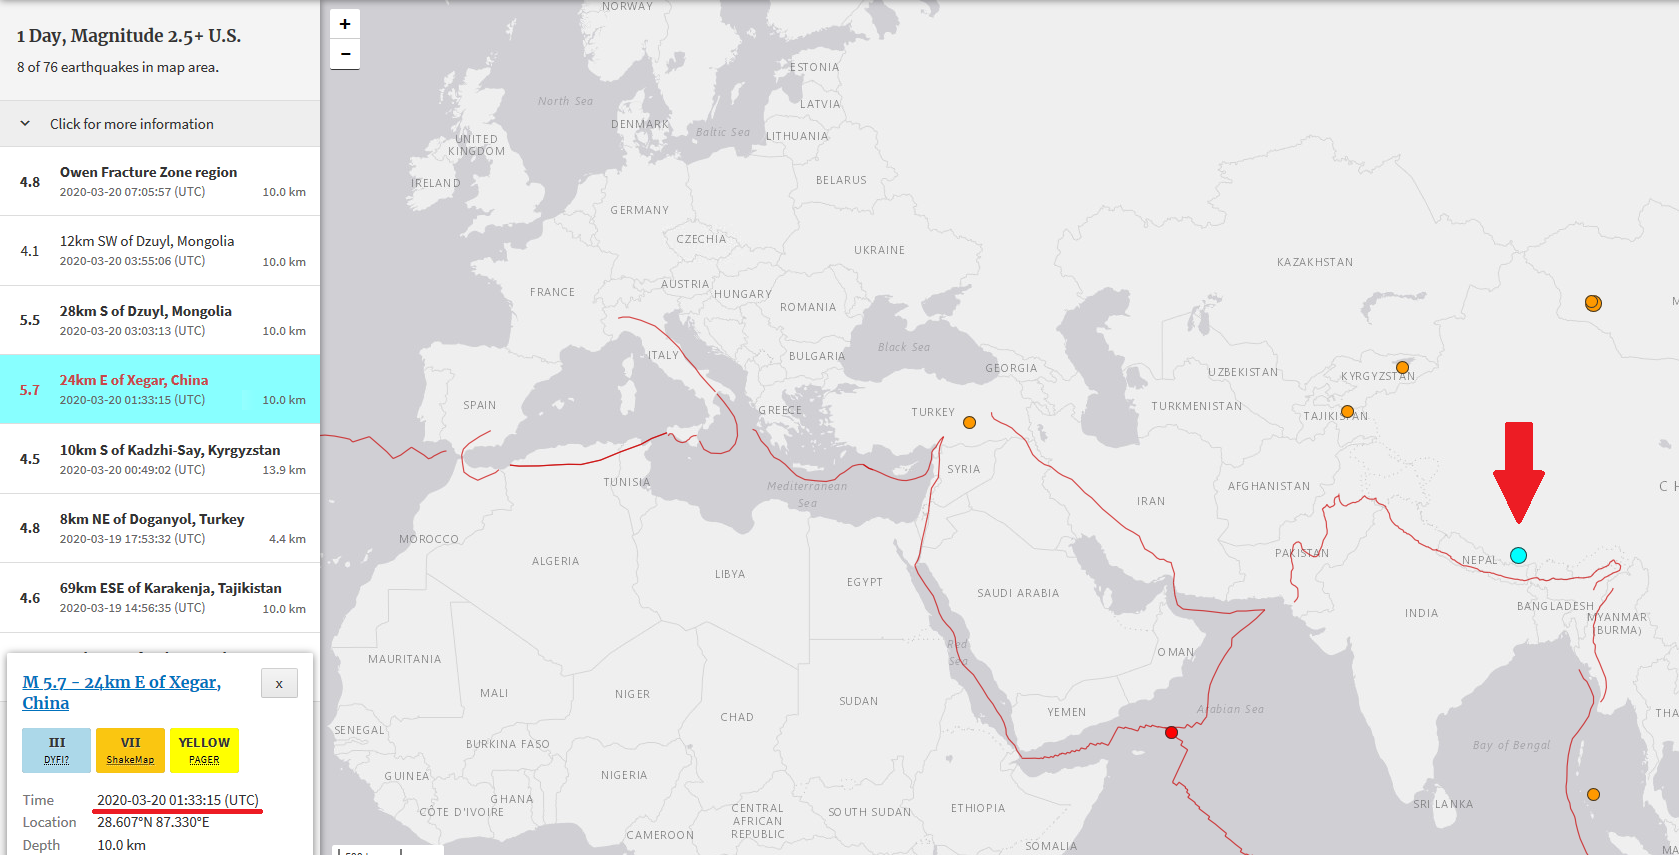 1 Day, Magnitude 2.5+ U.S.
8 of 76 earthquakes in map area.
Click for more information
4.8
Owen Fracture Zone region
2020-03-20 07:05:57 (UTC)
10.0 km
4.1
12km SW of Dzuyl, Mongolia
2020-03-20 03:55:06 (UTC)
10.0 km
5.5
28km S of Dzuyl, Mongolia
2020-03-20 03:03:13 (UTC)
10.0 km
5.7
24km E of Xegar, China
2020-03-20 01:33:15 (UTC)
10.0 km
4.5
10km S of Kadzhi-Say, Kyrgyzstan
2020-03-20 00:49:02 (UTC)
13.9 km
4.8
8km NE of Doganyol, Turkey
2020-03-19 17:53:32 (UTC)
4.4 km
4.6
69km ESE of Karakenja, Tajikistan
2020-03-19 14:56:35 (UTC)
10.0 km
M 5.7 - 24km E of Xegar,
China
x
III
DYFI?
VII
ShakeMap
YELLOW
PAGER
Time
2020-03-20 01:33:15 (UTC)
Location
28.607°N 87.330°E
Depth
10.0 km
+
−
NORWAY
ESTONIA
North Sea
LATVIA
DENMARK
Baltic Sea
LITHUANIA
UNITED
KINGDOM
IRELAND
BELARUS
GERMANY
CZECHIA
UKRAINE
KAZAKHSTAN
FRANCE
AUSTRIA
HUNGARY
ROMANIA
ITALY
BULGARIA
Black Sea
GEORGIA
UZBEKISTAN
KYRGYZSTAN
SPAIN
GREECE
TURKEY
TURKMENISTAN
TAJIKISTAN
SYRIA
TUNISIA
Mediterranean
Sea
IRAN
AFGHANISTAN
C H
MOROCCO
ALGERIA
LIBYA
EGYPT
PAKISTAN
NEPAL
SAUDI ARABIA
INDIA
BANGLADESH
MYANMAR
(BURMA)
Red
Sea
OMAN
MAURITANIA
MALI
NIGER
CHAD
SUDAN
YEMEN
Arabian Sea
SENEGAL
BURKINA FASO
Bay of Bengal
GUINEA
NIGERIA
GHANA
CÔTE D'IVOIRE
CENTRAL
AFRICAN
REPUBLIC
SOUTH SUDAN
ETHIOPIA
SRI LANKA
CAMEROON
SOMALIA
THA
MA